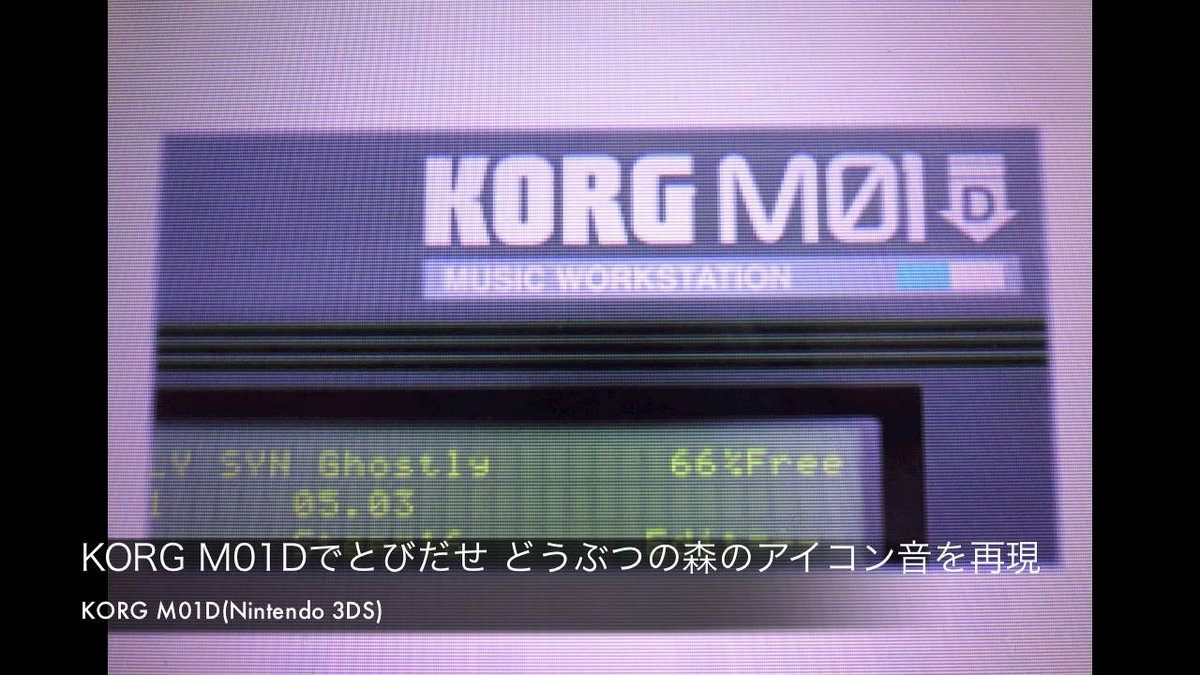 KORG M01 D
MUSIC WORKSTATION
LY SYN Ghostly 66%Free
05.03
KORG M01Dでとびだせ どうぶつの森のアイコン音を再現
KORG M01D(Nintendo 3DS)